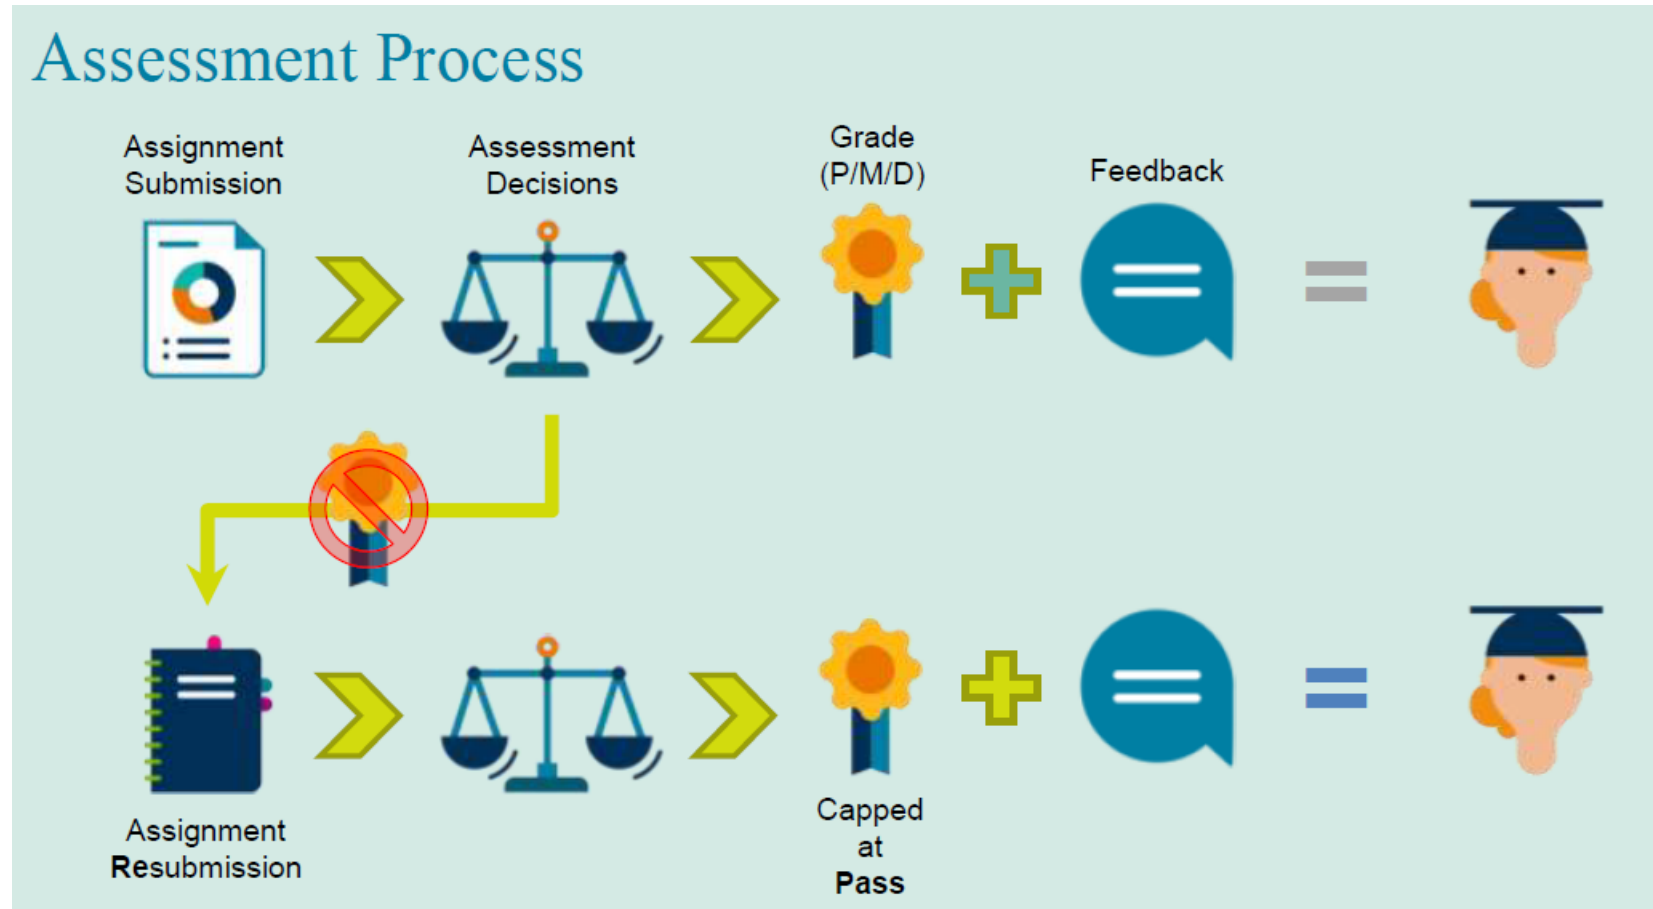 Assessment Process
Assignment
Submission
Assessment
Decisions
Grade
(P/M/D)
Feedback
Assignment
Resubmission
Capped
at
Pass